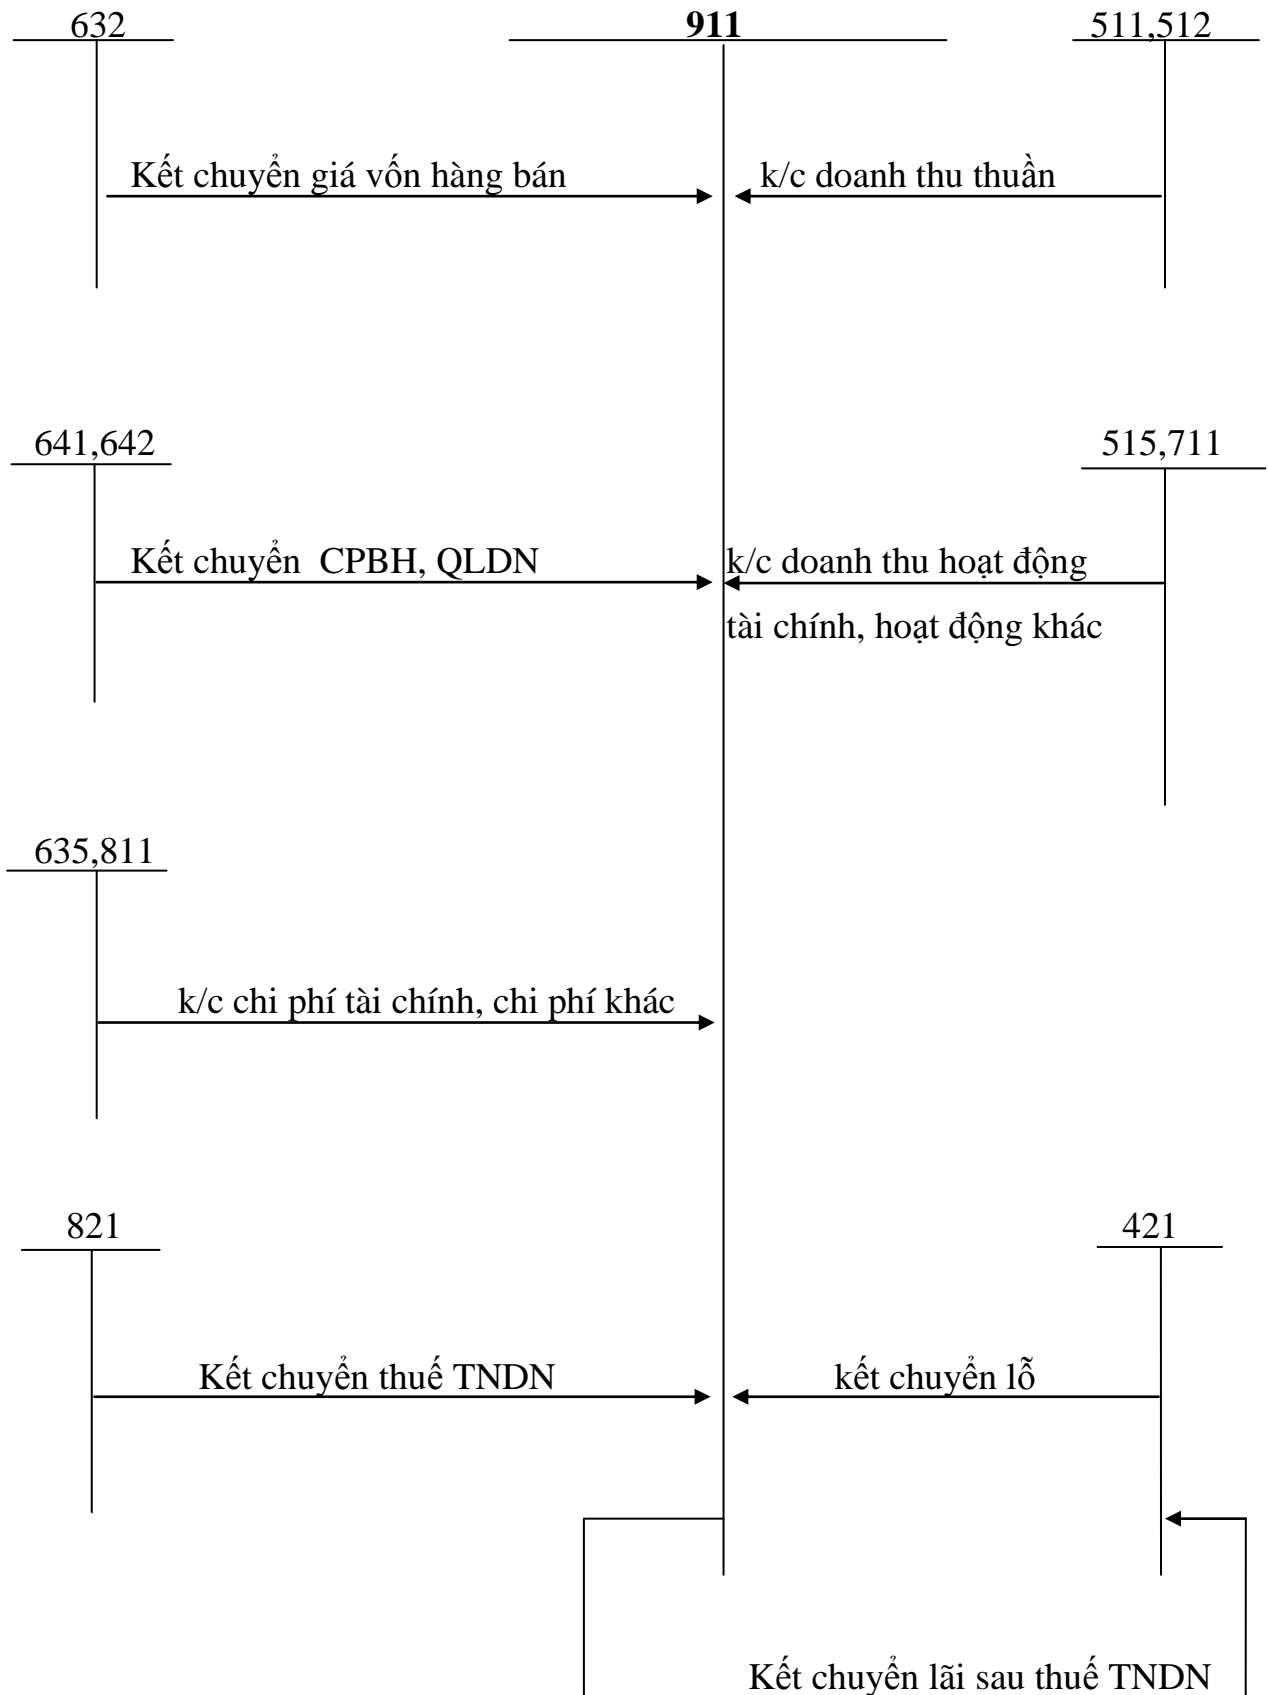 632
911
511,512
Kết chuyển giá vốn hàng bán
k/c doanh thu thuần
641,642
515,711
Kết chuyển CPBH, QLDN
k/c doanh thu hoạt động
tài chính, hoạt động khác
635,811
k/c chi phí tài chính, chi phí khác
821
421
Kết chuyển thuế TNDN
kết chuyển lỗ
Kết chuyển lãi sau thuế TNDN